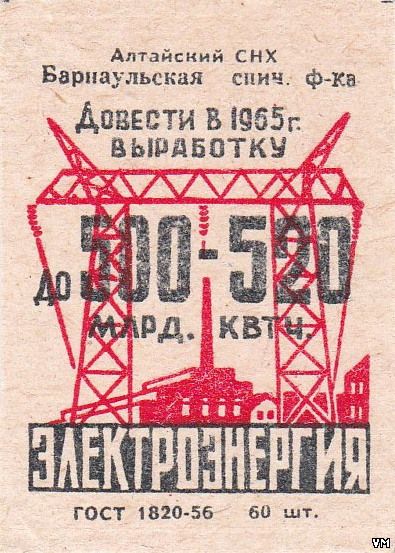 Алтайский СНХ
Барнаульская спич. ф-ка
ДОВЕСТИ В 1965 г.
ВЫРАБОТКУ
ДО 500-520
МЛРД. КВТЧ.
ЭЛЕКТРОЭНЕРГИЯ
ГОСТ 1820-56 60 шт.
VM